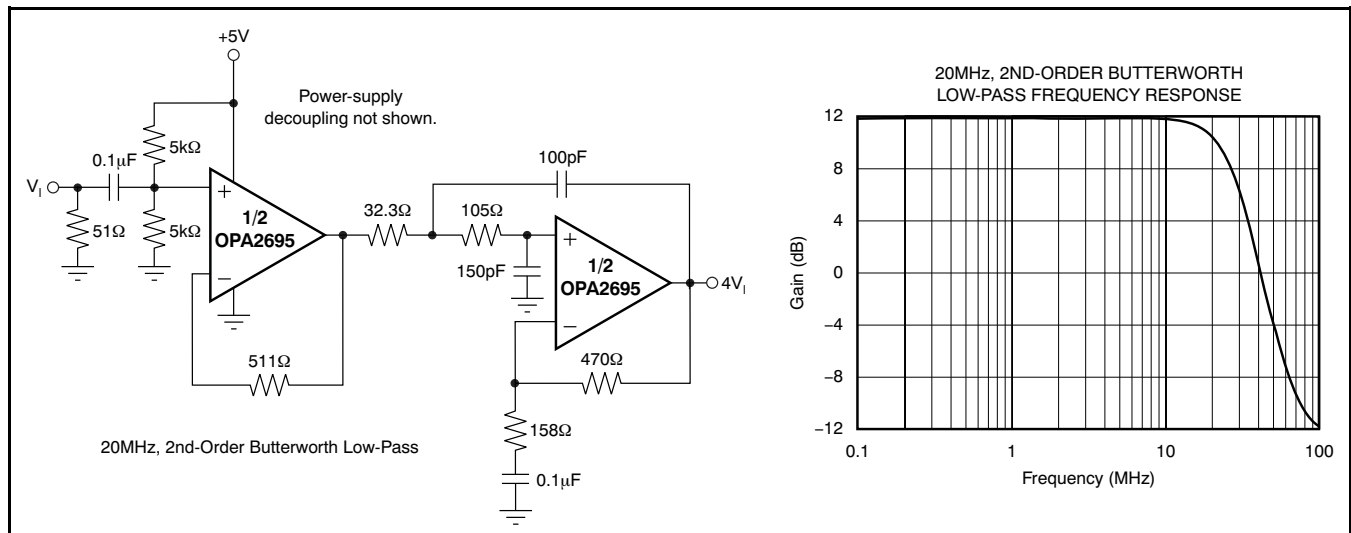 +5V
Power-supply
decoupling not shown.
5kΩ
0.1μF
V_I
51Ω
5kΩ
+
1/2
OPA2695
−
511Ω
32.3Ω
105Ω
100pF
150pF
+
1/2
OPA2695
−
4V_I
470Ω
158Ω
0.1μF
20MHz, 2nd-Order Butterworth Low-Pass
20MHz, 2ND-ORDER BUTTERWORTH
LOW-PASS FREQUENCY RESPONSE
Gain (dB)
12
8
4
0
−4
−8
−12
0.1
1
10
100
Frequency (MHz)